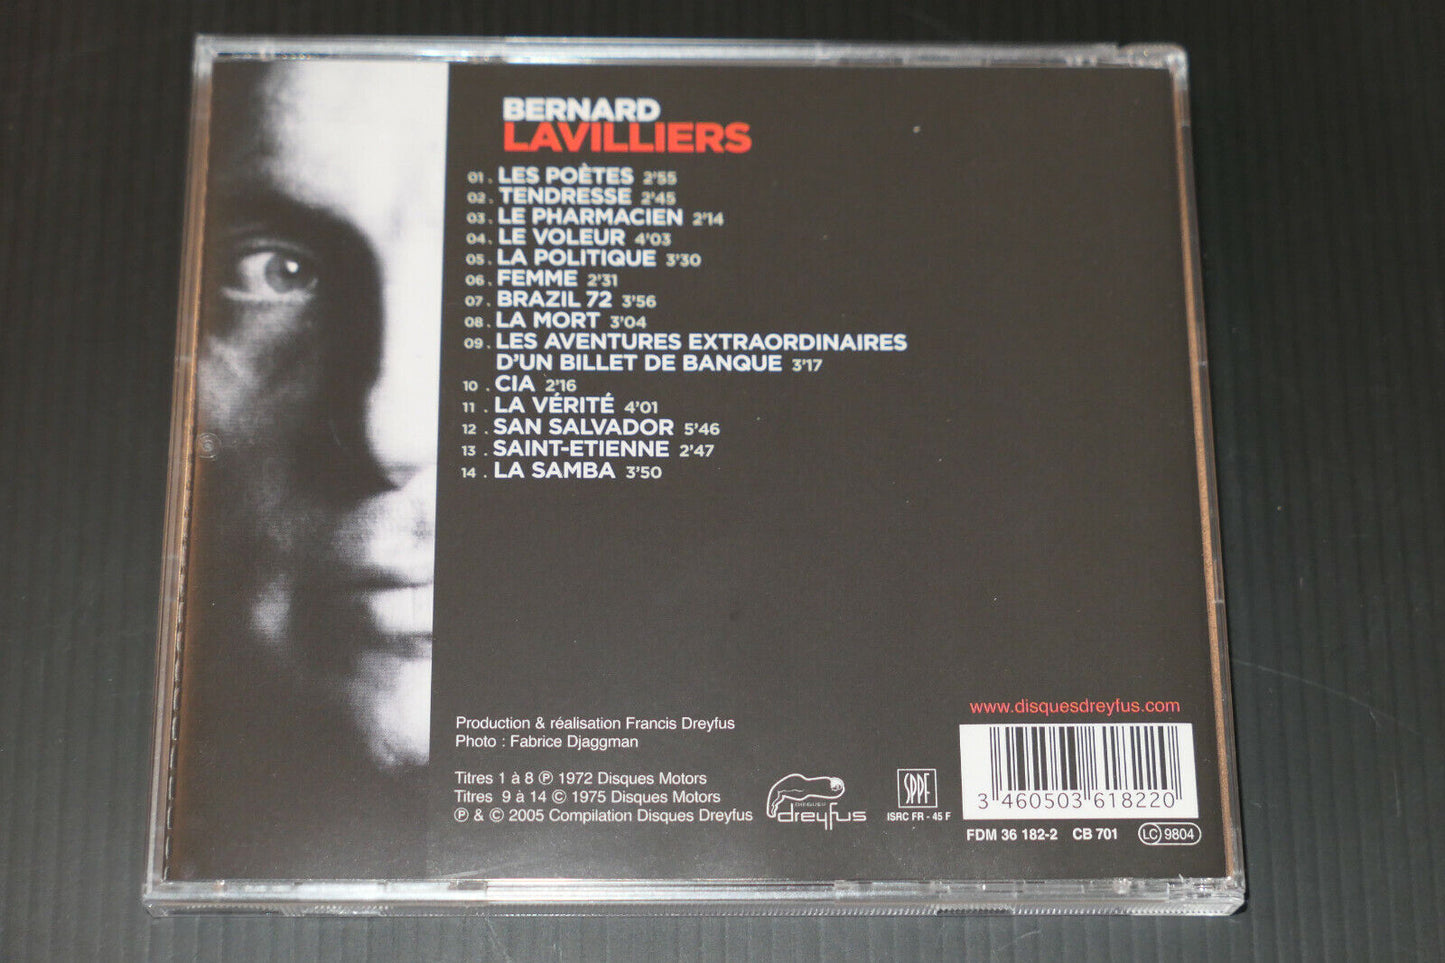 BERNARD
LAVILLIERS
01. LES POÈTES 2'55
02. TENDRESSE 2'45
03. LE PHARMACIEN 2'14
04. LE VOLEUR 4'03
05. LA POLITIQUE 3'30
06. FEMME 2'31
07. BRAZIL 72 3'56
08. LA MORT 3'04
09. LES AVENTURES EXTRAORDINAIRES
D'UN BILLET DE BANQUE 3'17
10. CIA 2'16
11. LA VÉRITÉ 4'01
12. SAN SALVADOR 5'46
13. SAINT-ETIENNE 2'47
14. LA SAMBA 3'50
www.disquesdreyfus.com
Production & réalisation Francis Dreyfus
Photo : Fabrice Djaggman
Titres 1 à 8 ℗ 1972 Disques Motors
Titres 9 à 14 © 1975 Disques Motors
℗ & © 2005 Compilation Disques Dreyfus
DISQUES
dreyfus
SPPF
ISRC FR - 45 F
3 460503 618220
FDM 36 182-2 CB 701 LC 9804